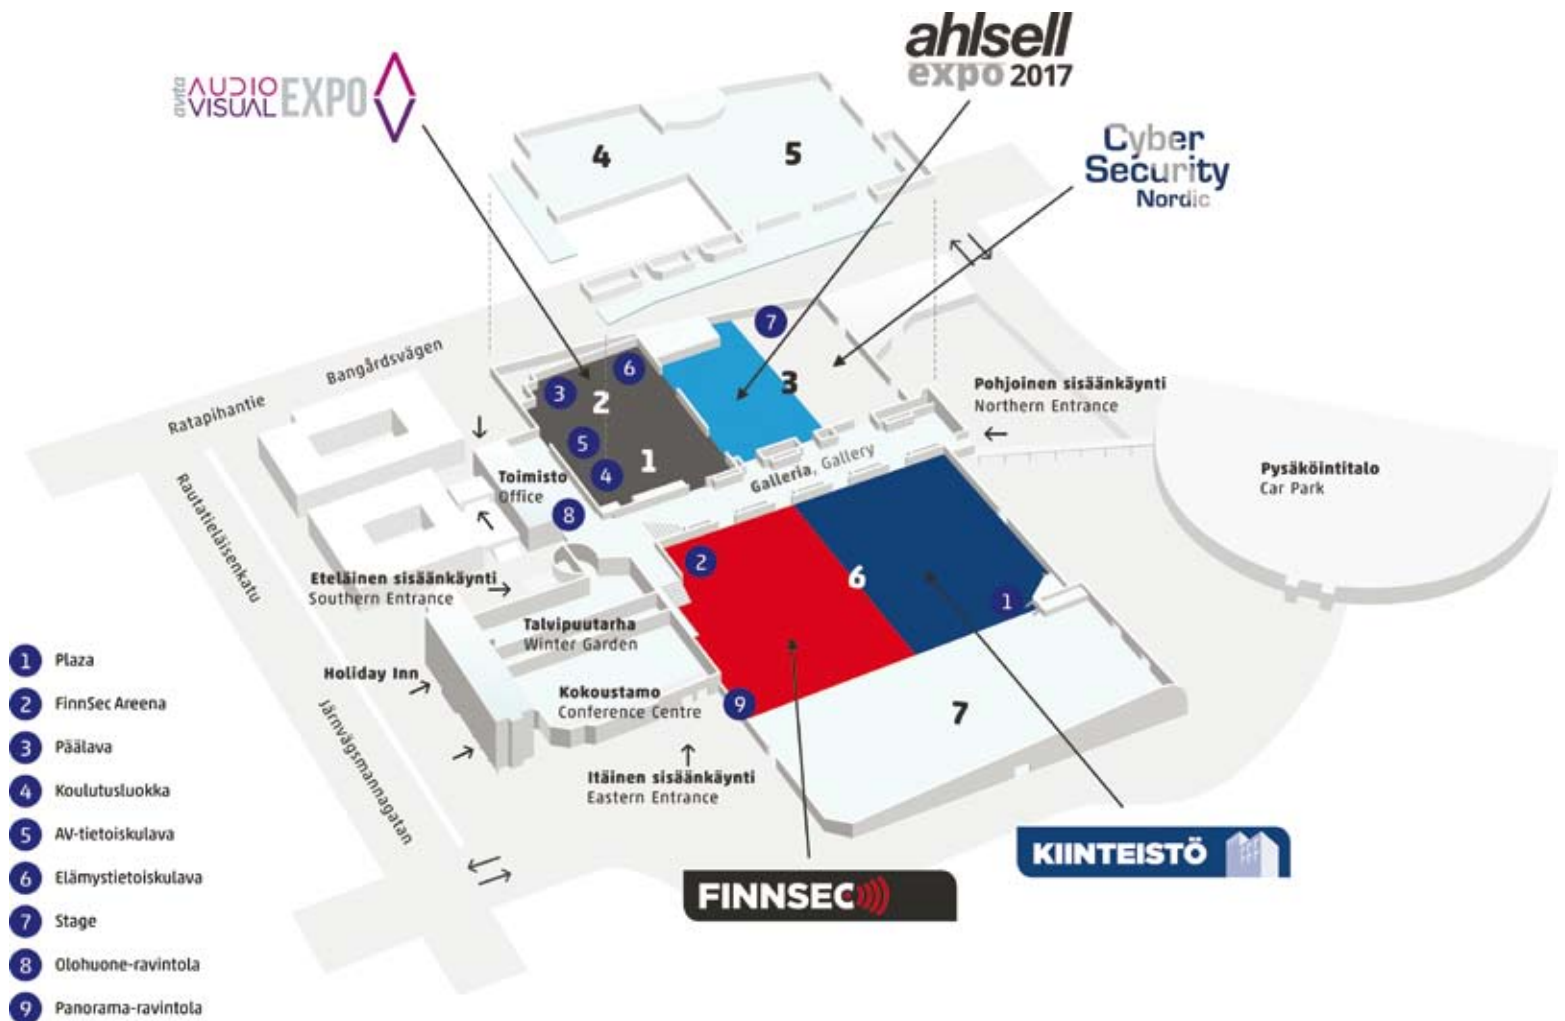 avita AUDIO VISUAL EXPO
ahlsell
expo 2017
Cyber
Security
Nordic
4
5
7
3
6
3
2
5
4
1
Bangårdsvägen
Ratapihantie
Rautatieläisenkatu
Järnvägsmannagatan
Pohjoinen sisäänkäynti
Northern Entrance
Galleria, Gallery
Pysäköintitalo
Car Park
Toimisto
Office
8
2
6
1
Eteläinen sisäänkäynti
Southern Entrance
Talvipuutarha
Winter Garden
Holiday Inn
Kokoustamo
Conference Centre
9
7
Itäinen sisäänkäynti
Eastern Entrance
KIINTEISTÖ
FINNSEC
1 Plaza
2 FinnSec Areena
3 Päälava
4 Koulutusluokka
5 AV-tietoiskulava
6 Elämystietoiskulava
7 Stage
8 Olohuone-ravintola
9 Panorama-ravintola